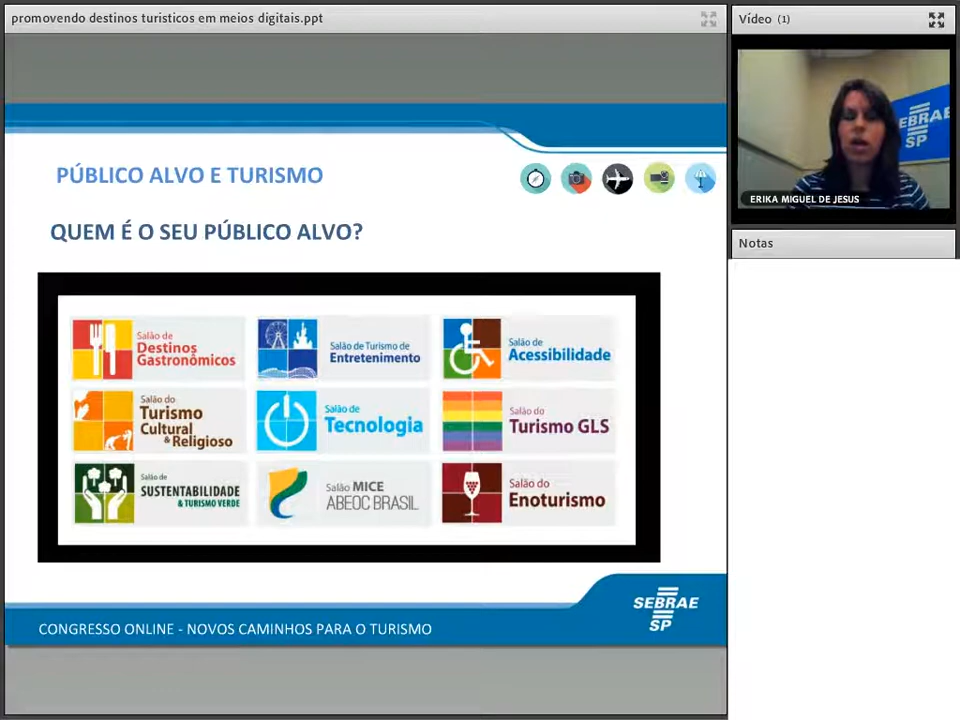 promovendo destinos turisticos em meios digitais.ppt
Vídeo (1)
EBRAE
SP
ERIKA MIGUEL DE JESUS
Notas
PÚBLICO ALVO E TURISMO
QUEM É O SEU PÚBLICO ALVO?
Salão de
Destinos
Gastronômicos
Salão de Turismo de
Entretenimento
Salão de
Acessibilidade
Salão do
Turismo
Cultural
& Religioso
Salão de
Tecnologia
Salão do
Turismo GLS
Salão de
SUSTENTABILIDADE
& TURISMO VERDE
Salão MICE
ABEOC BRASIL
Salão do
Enoturismo
CONGRESSO ONLINE - NOVOS CAMINHOS PARA O TURISMO
SEBRAE
SP